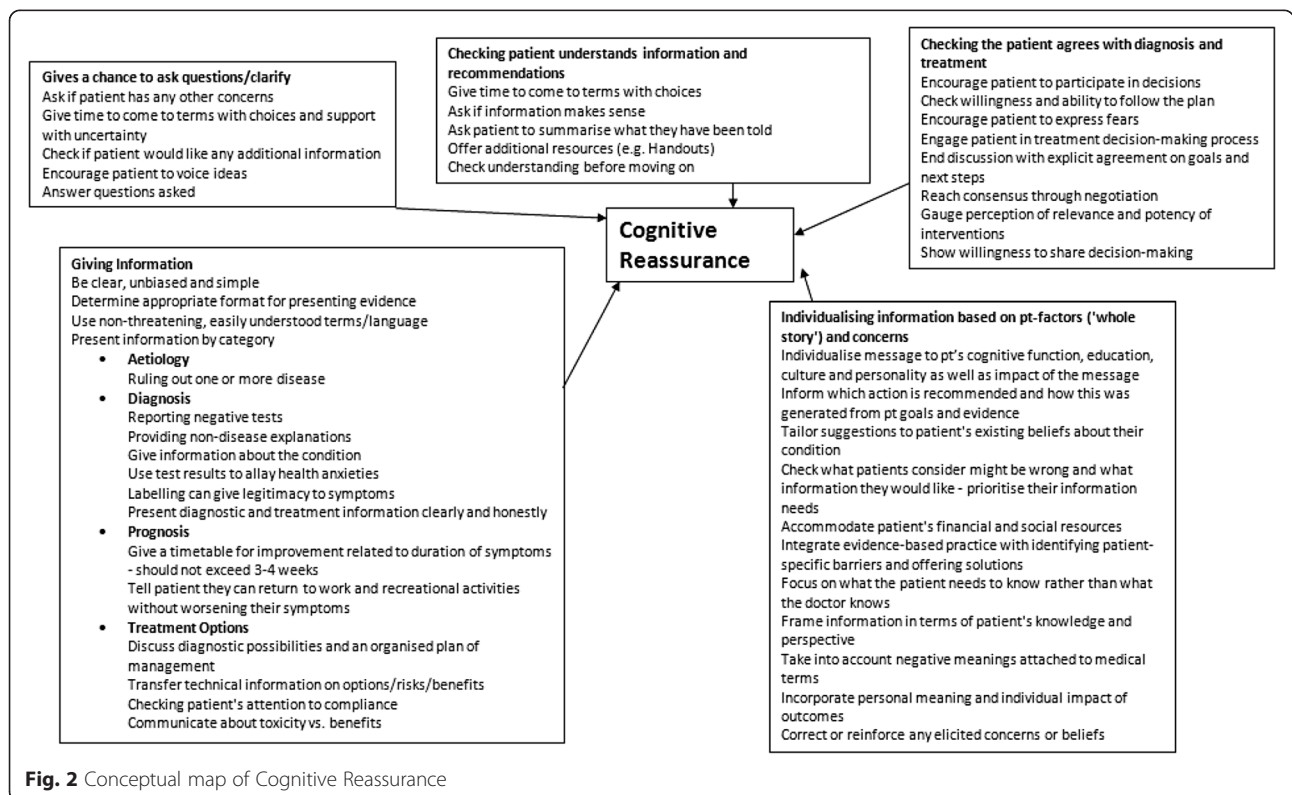 Gives a chance to ask questions/clarify
Ask if patient has any other concerns
Give time to come to terms with choices and support
with uncertainty
Check if patient would like any additional information
Encourage patient to voice ideas
Answer questions asked
Checking patient understands information and
recommendations
Give time to come to terms with choices
Ask if information makes sense
Ask patient to summarise what they have been told
Offer additional resources (e.g. Handouts)
Check understanding before moving on
Checking the patient agrees with diagnosis and
treatment
Encourage patient to participate in decisions
Check willingness and ability to follow the plan
Encourage patient to express fears
Engage patient in treatment decision-making process
End discussion with explicit agreement on goals and
next steps
Reach consensus through negotiation
Gauge perception of relevance and potency of
interventions
Show willingness to share decision-making
Cognitive
Reassurance
Giving Information
Be clear, unbiased and simple
Determine appropriate format for presenting evidence
Use non-threatening, easily understood terms/language
Present information by category
• Aetiology
Ruling out one or more disease
• Diagnosis
Reporting negative tests
Providing non-disease explanations
Give information about the condition
Use test results to allay health anxieties
Labelling can give legitimacy to symptoms
Present diagnostic and treatment information clearly and honestly
• Prognosis
Give a timetable for improvement related to duration of symptoms
- should not exceed 3-4 weeks
Tell patient they can return to work and recreational activities
without worsening their symptoms
• Treatment Options
Discuss diagnostic possibilities and an organised plan of
management
Transfer technical information on options/risks/benefits
Checking patient's attention to compliance
Communicate about toxicity vs. benefits
Individualising information based on pt-factors ('whole
story') and concerns
Individualise message to pt's cognitive function, education,
culture and personality as well as impact of the message
Inform which action is recommended and how this was
generated from pt goals and evidence
Tailor suggestions to patient's existing beliefs about their
condition
Check what patients consider might be wrong and what
information they would like - prioritise their information
needs
Accommodate patient's financial and social resources
Integrate evidence-based practice with identifying patient-
specific barriers and offering solutions
Focus on what the patient needs to know rather than what
the doctor knows
Frame information in terms of patient's knowledge and
perspective
Take into account negative meanings attached to medical
terms
Incorporate personal meaning and individual impact of
outcomes
Correct or reinforce any elicited concerns or beliefs
Fig. 2 Conceptual map of Cognitive Reassurance